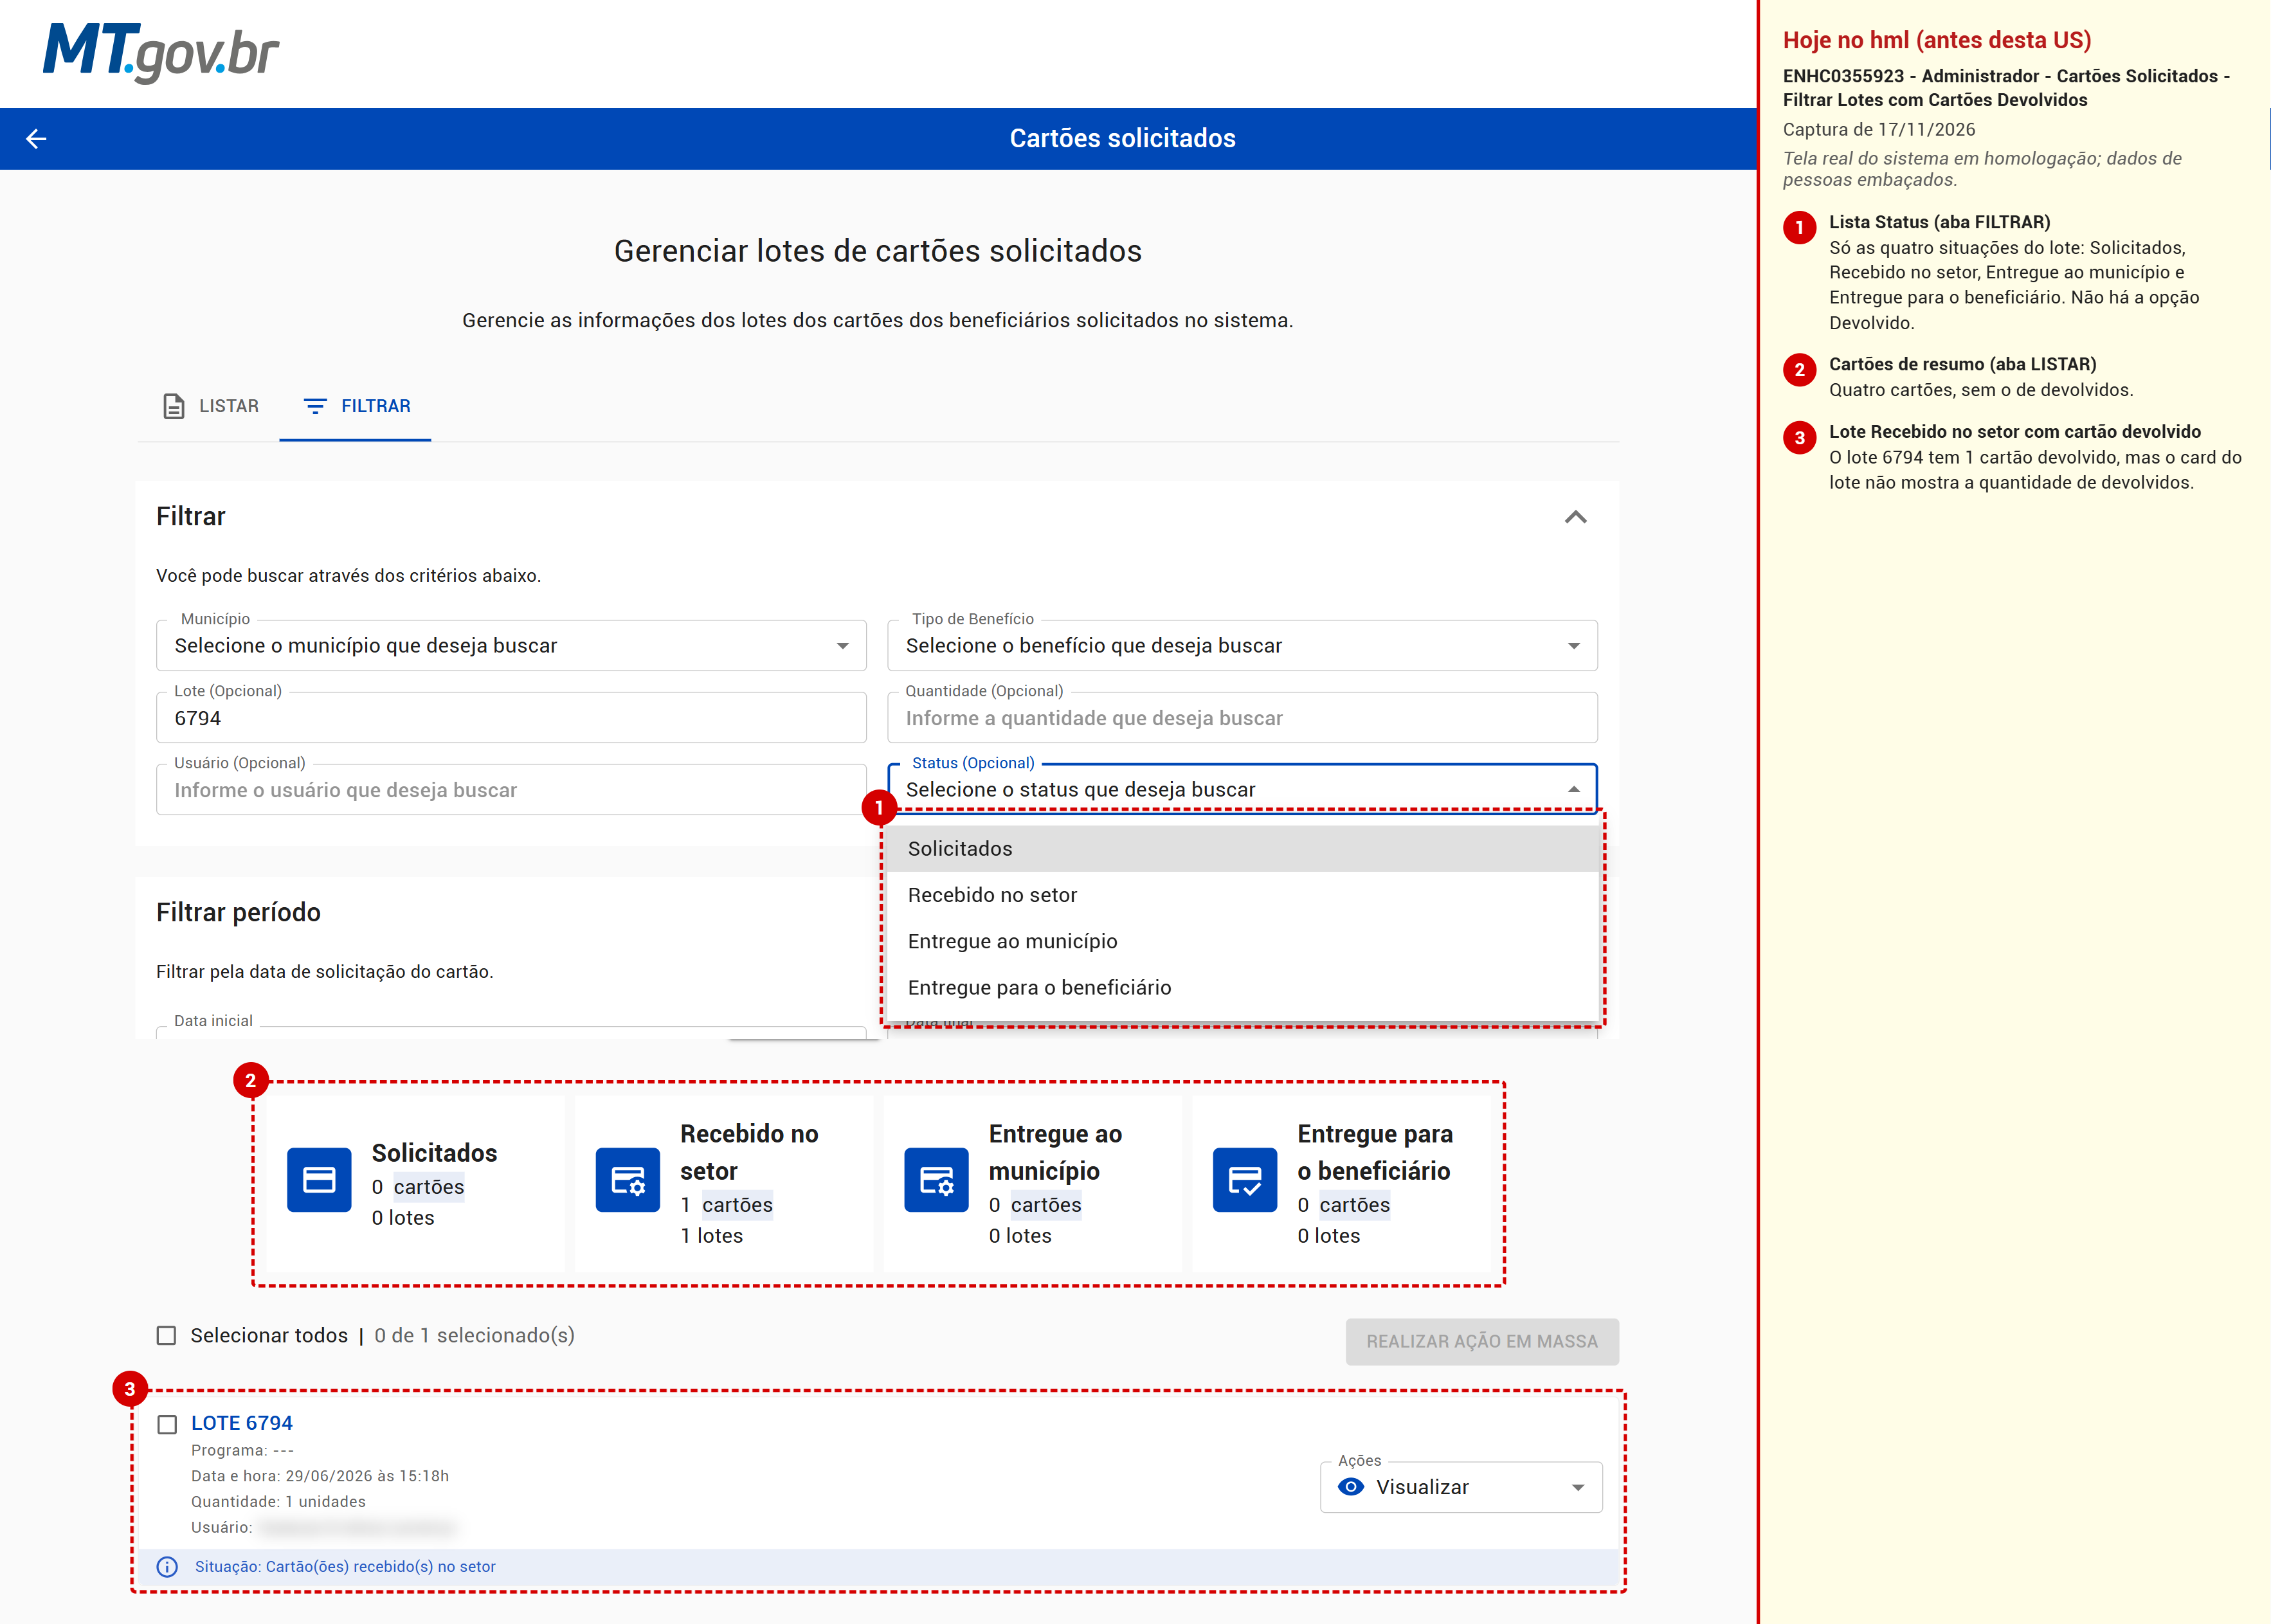 MT.gov.br
Cartões solicitados
Gerenciar lotes de cartões solicitados
Gerencie as informações dos lotes dos cartões dos beneficiários solicitados no sistema.
LISTAR
FILTRAR
Filtrar
Você pode buscar através dos critérios abaixo.
Município
Selecione o município que deseja buscar
Tipo de Benefício
Selecione o benefício que deseja buscar
Lote (Opcional)
6794
Quantidade (Opcional)
Informe a quantidade que deseja buscar
Usuário (Opcional)
Informe o usuário que deseja buscar
Status (Opcional)
Selecione o status que deseja buscar
1
Solicitados
Recebido no setor
Entregue ao município
Entregue para o beneficiário
Filtrar período
Filtrar pela data de solicitação do cartão.
Data inicial
Data final
2
Solicitados
0 cartões
0 lotes
Recebido no
setor
1 cartões
1 lotes
Entregue ao
município
0 cartões
0 lotes
Entregue para
o beneficiário
0 cartões
0 lotes
Selecionar todos | 0 de 1 selecionado(s)
REALIZAR AÇÃO EM MASSA
3
LOTE 6794
Programa: ---
Data e hora: 29/06/2026 às 15:18h
Quantidade: 1 unidades
Usuário:
Ações
Visualizar
Situação: Cartão(ões) recebido(s) no setor
Hoje no hml (antes desta US)
ENHC0355923 - Administrador - Cartões Solicitados -
Filtrar Lotes com Cartões Devolvidos
Captura de 17/11/2026
Tela real do sistema em homologação; dados de
pessoas embaçados.
1
Lista Status (aba FILTRAR)
Só as quatro situações do lote: Solicitados,
Recebido no setor, Entregue ao município e
Entregue para o beneficiário. Não há a opção
Devolvido.
2
Cartões de resumo (aba LISTAR)
Quatro cartões, sem o de devolvidos.
3
Lote Recebido no setor com cartão devolvido
O lote 6794 tem 1 cartão devolvido, mas o card do
lote não mostra a quantidade de devolvidos.